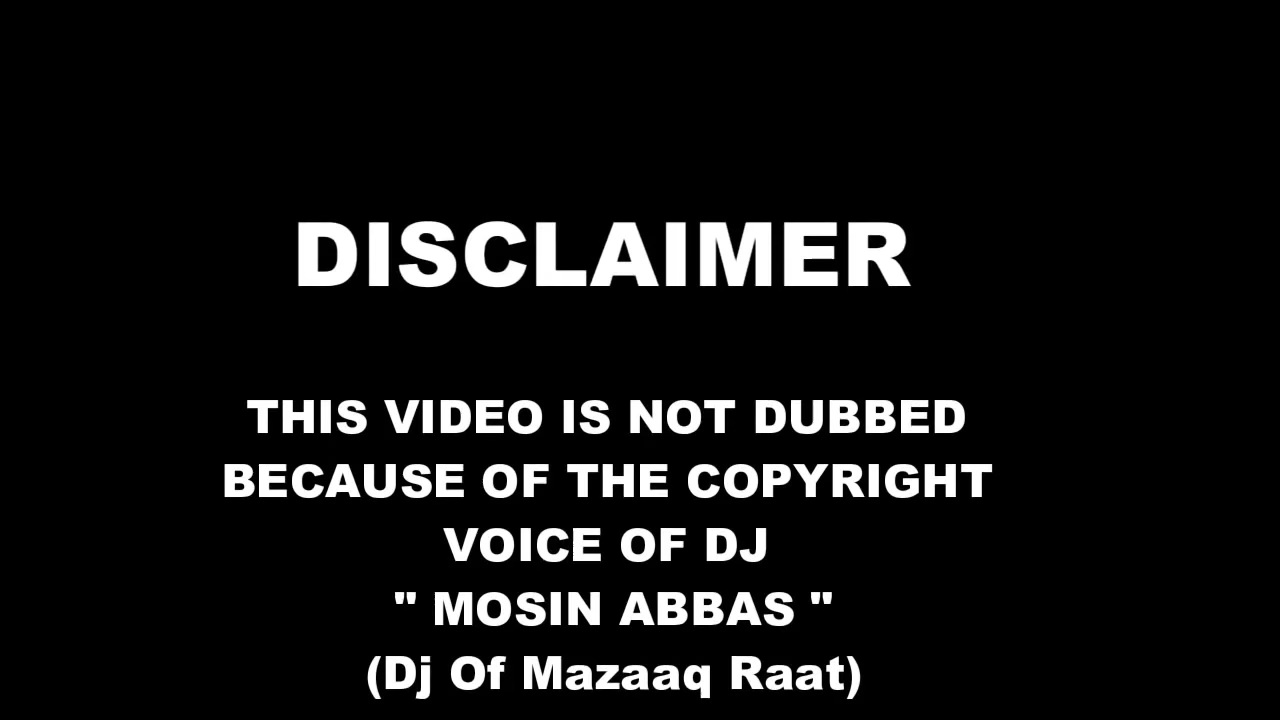 DISCLAIMER
THIS VIDEO IS NOT DUBBED
BECAUSE OF THE COPYRIGHT
VOICE OF DJ
" MOSIN ABBAS "
(Dj Of Mazaaq Raat)